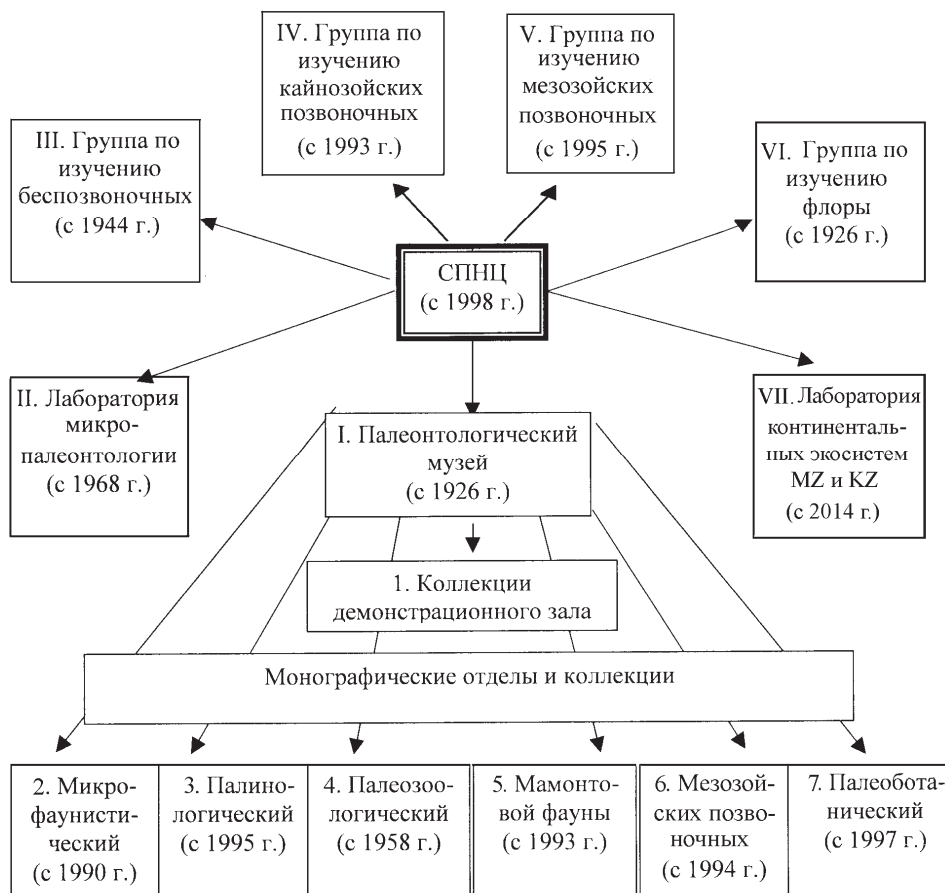 IV. Группа по
изучению
кайнозойских
позвоночных
(с 1993 г.)
V. Группа по
изучению
мезозойских
позвоночных
(с 1995 г.)
III. Группа по
изучению
беспозвоночных
(с 1944 г.)
VI. Группа по
изучению
флоры
(с 1926 г.)
СПНЦ
(с 1998 г.)
II. Лаборатория
микро-
палеонтологии
(с 1968 г.)
I. Палеонтологический
музей
(с 1926 г.)
VII. Лаборатория
континенталь-
ных экосистем
MZ и KZ
(с 2014 г.)
1. Коллекции
демонстрационного зала
Монографические отделы и коллекции
2. Микро-
фаунисти-
ческий
(с 1990 г.)
3. Палино-
логический
(с 1995 г.)
4. Палеозоо-
логический
(с 1958 г.)
5. Мамонто-
вой фауны
(с 1993 г.)
6. Мезозой-
ских позво-
ночных
(с 1994 г.)
7. Палеобота-
нический
(с 1997 г.)